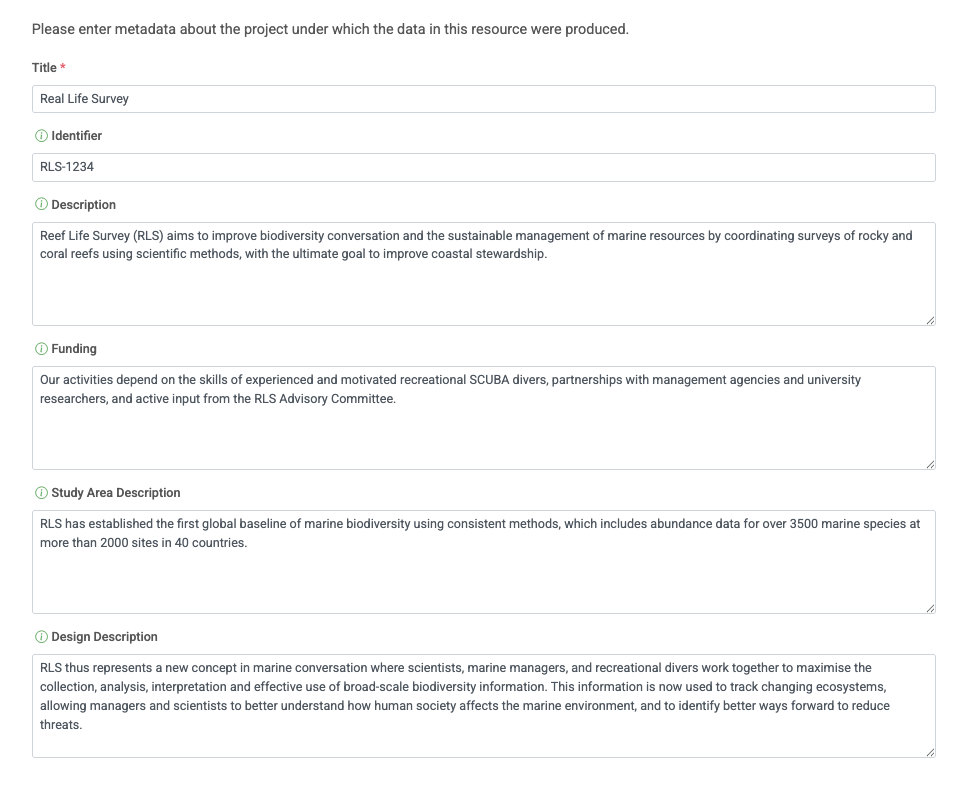 Please enter metadata about the project under which the data in this resource were produced.
Title *
Real Life Survey
Identifier
RLS-1234
Description
Reef Life Survey (RLS) aims to improve biodiversity conversation and the sustainable management of marine resources by coordinating surveys of rocky and
coral reefs using scientific methods, with the ultimate goal to improve coastal stewardship.
Funding
Our activities depend on the skills of experienced and motivated recreational SCUBA divers, partnerships with management agencies and university
researchers, and active input from the RLS Advisory Committee.
Study Area Description
RLS has established the first global baseline of marine biodiversity using consistent methods, which includes abundance data for over 3500 marine species at
more than 2000 sites in 40 countries.
Design Description
RLS thus represents a new concept in marine conversation where scientists, marine managers, and recreational divers work together to maximise the
collection, analysis, interpretation and effective use of broad-scale biodiversity information. This information is now used to track changing ecosystems,
allowing managers and scientists to better understand how human society affects the marine environment, and to identify better ways forward to reduce
threats.